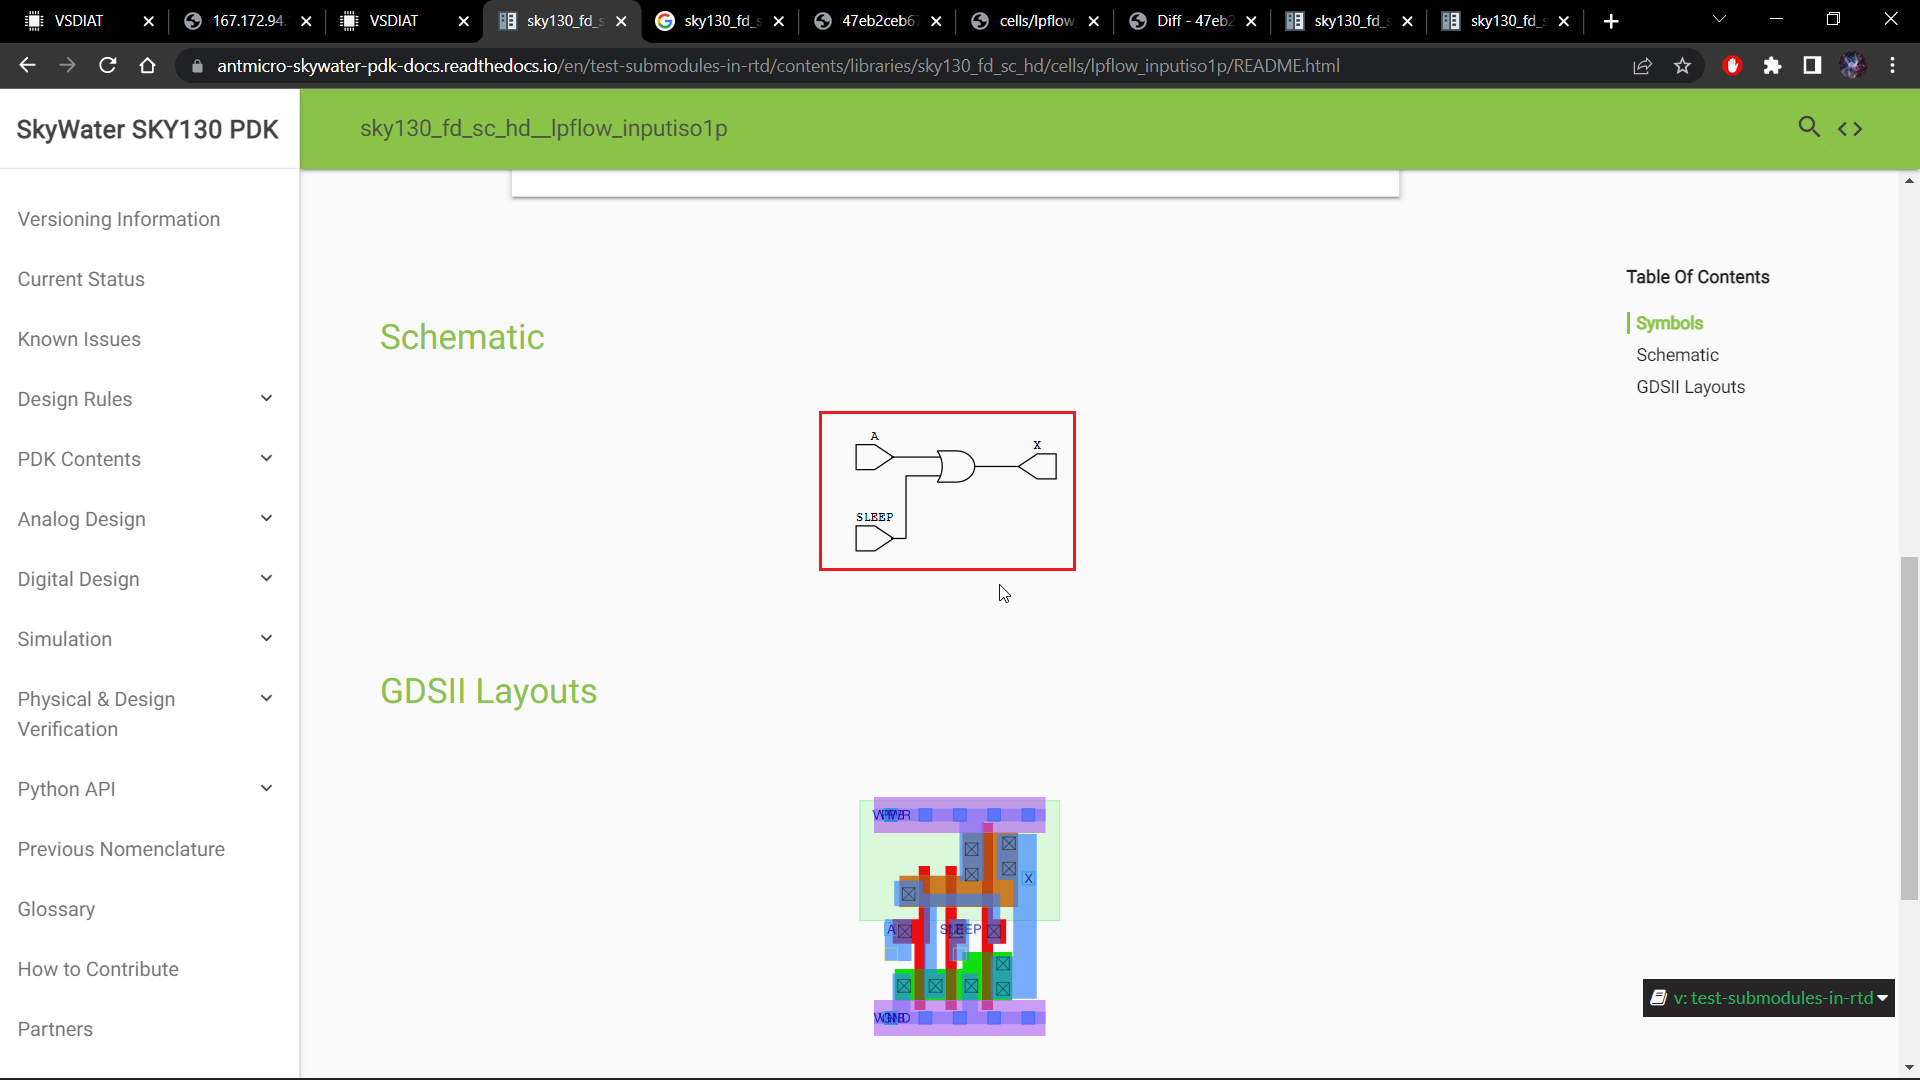 VSDIAT
167.172.94.
VSDIAT
sky130_fd_s
sky130_fd_s
47eb2ceb67
cells/lpflow
Diff - 47eb2
sky130_fd_s
sky130_fd_s
antmicro-skywater-pdk-docs.readthedocs.io/en/test-submodules-in-rtd/contents/libraries/sky130_fd_sc_hd/cells/lpflow_inputiso1p/README.html
SkyWater SKY130 PDK
sky130_fd_sc_hd__lpflow_inputiso1p
Versioning Information
Current Status
Known Issues
Design Rules
PDK Contents
Analog Design
Digital Design
Simulation
Physical & Design
Verification
Python API
Previous Nomenclature
Glossary
How to Contribute
Partners
Schematic
A
X
SLEEP
GDSII Layouts
X
A
SLEEP
Table Of Contents
Symbols
Schematic
GDSII Layouts
v: test-submodules-in-rtd